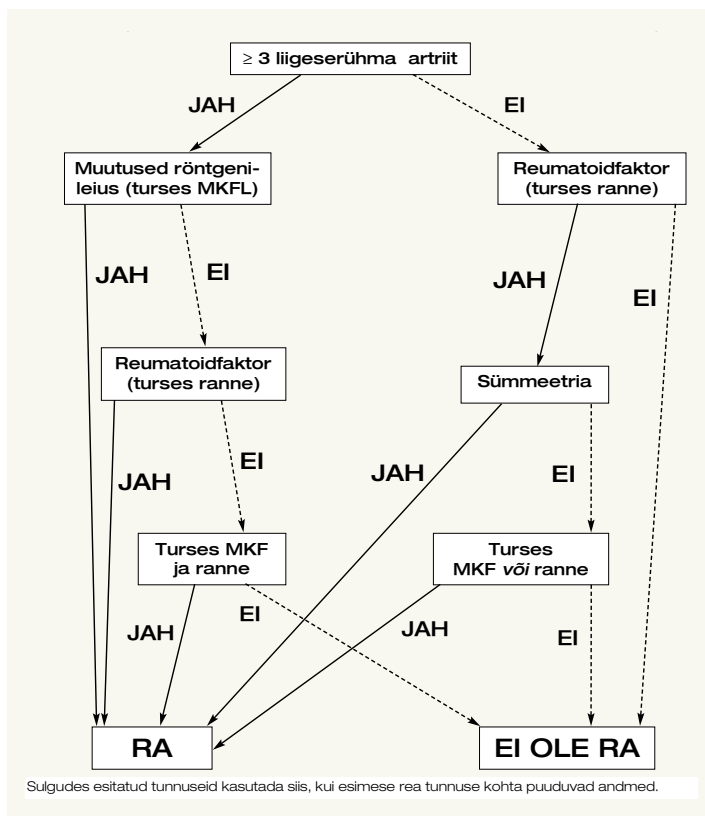 ≥ 3 liigeserühma artriit
JAH
EI
Muutused röntgeni-
leius (turses MKFL)
Reumatoidfaktor
(turses ranne)
JAH
EI
JAH
EI
Reumatoidfaktor
(turses ranne)
Sümmeetria
JAH
EI
JAH
EI
Turses MKF
ja ranne
Turses
MKF või ranne
JAH
EI
JAH
EI
RA
EI OLE RA
Sulgudes esitatud tunnuseid kasutada siis, kui esimese rea tunnuse kohta puuduvad andmed.